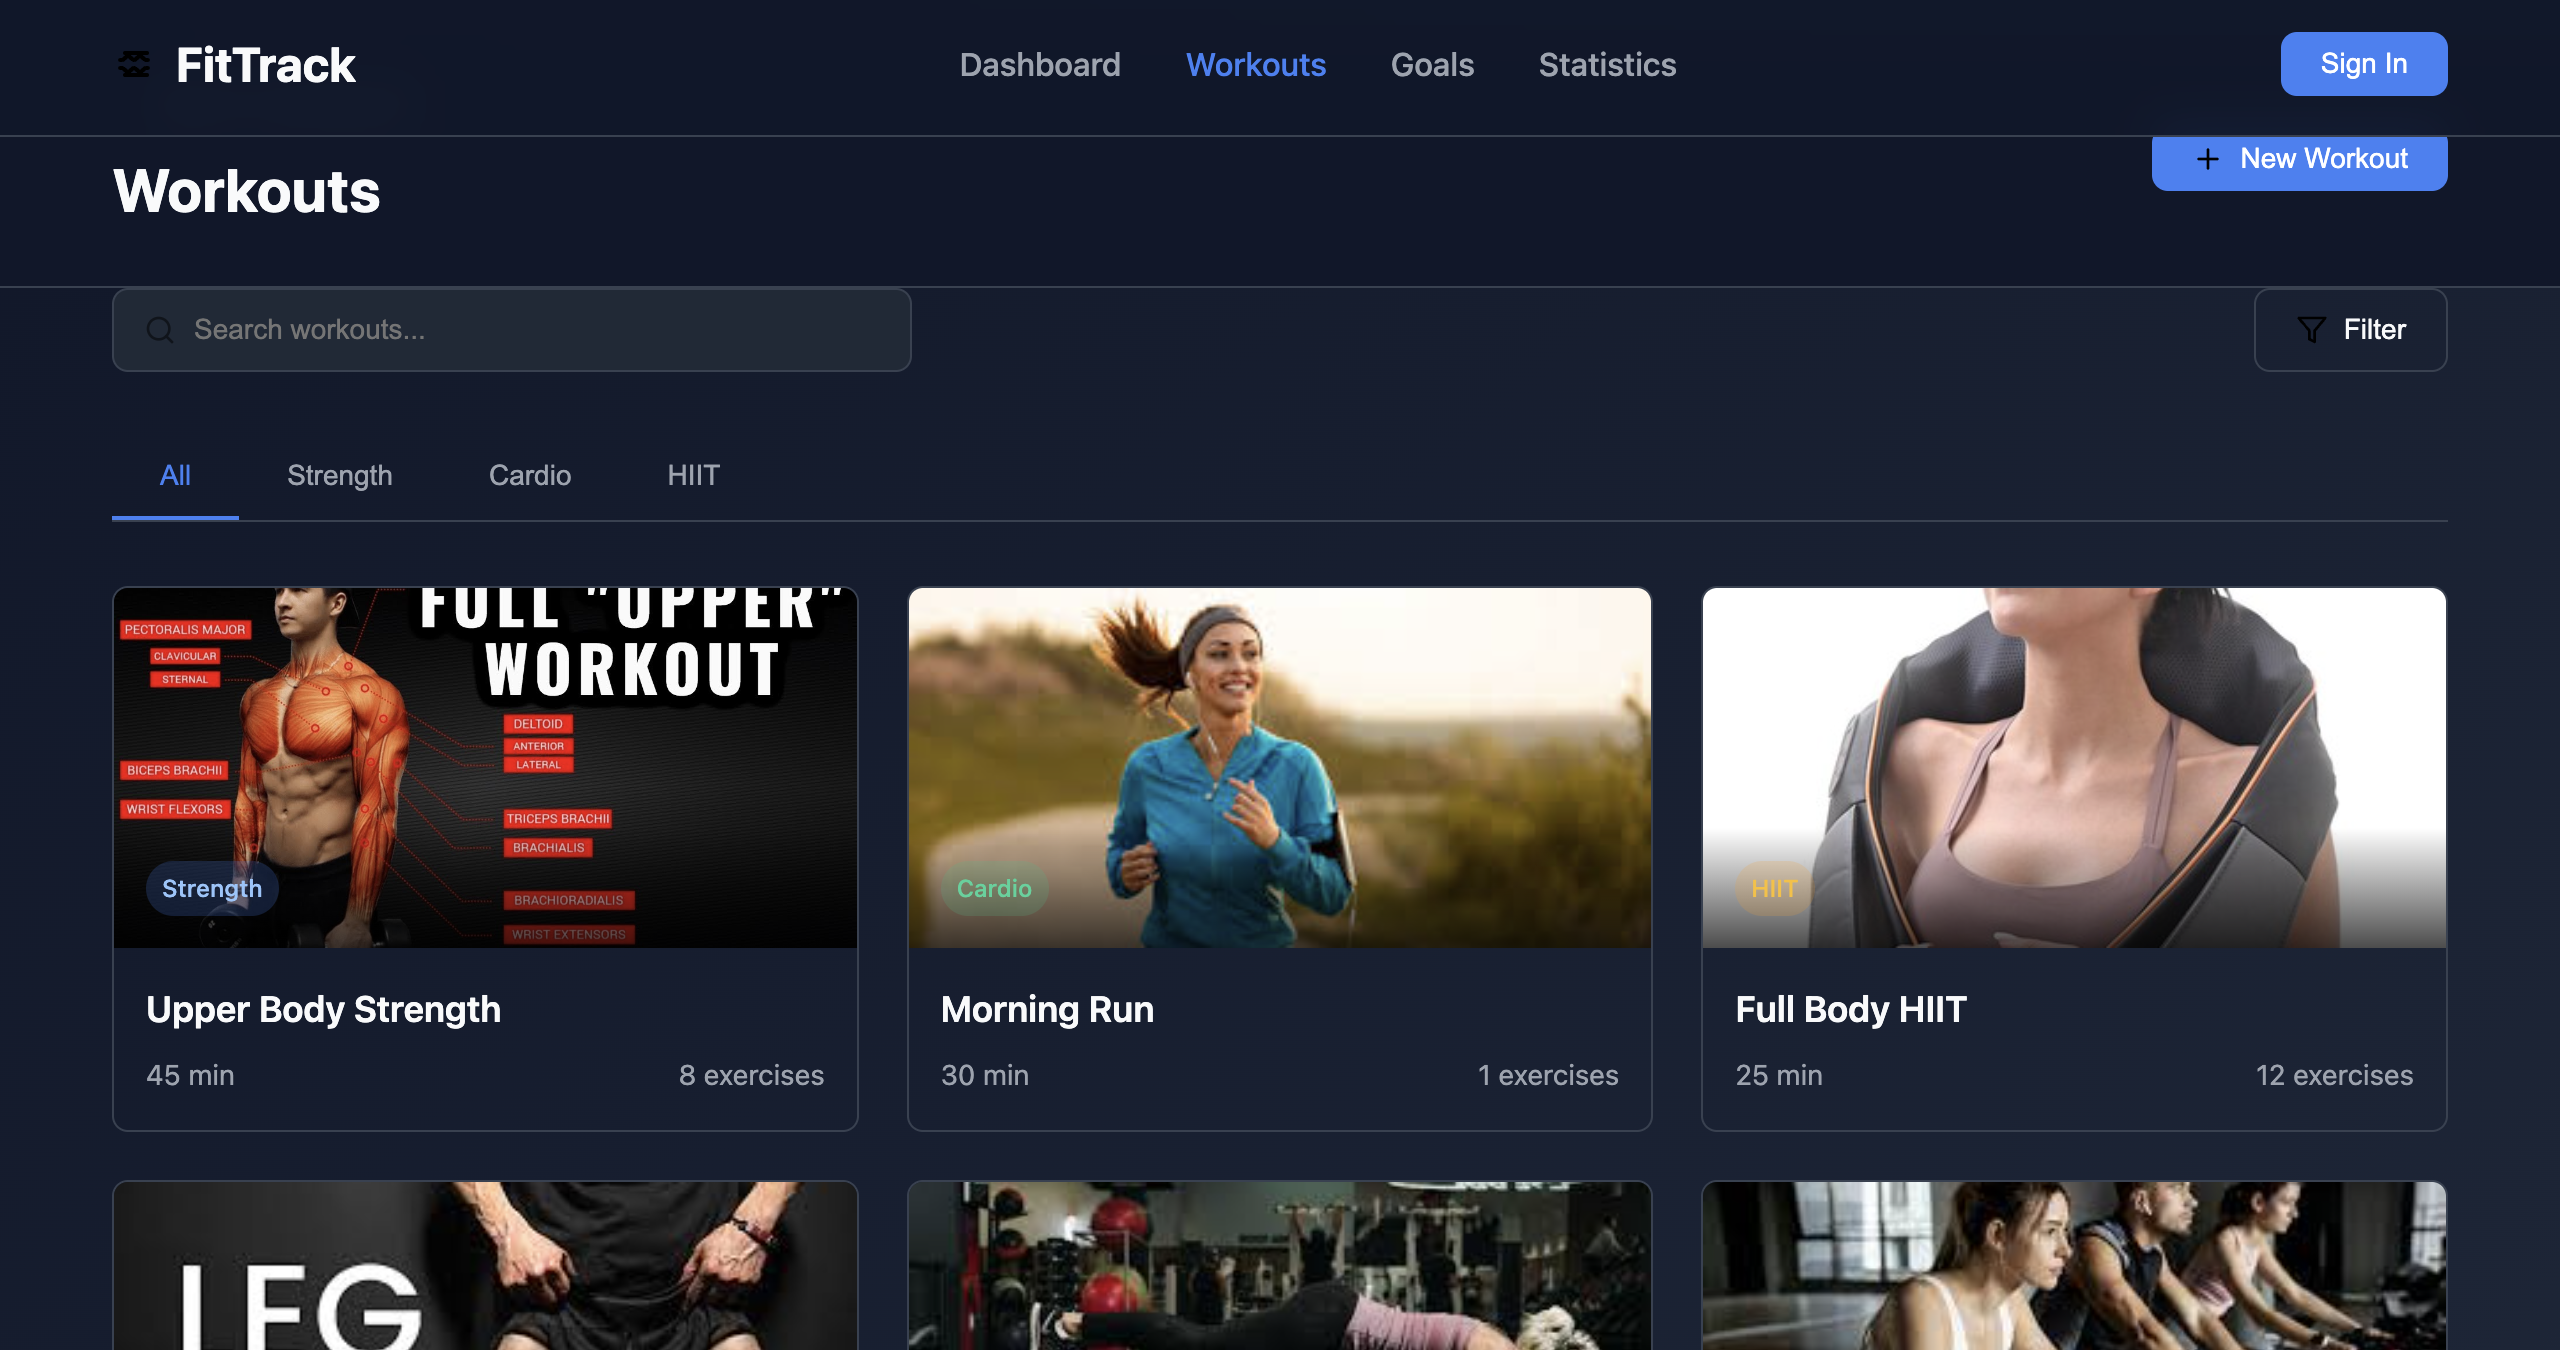 FitTrack
Dashboard
Workouts
Goals
Statistics
Sign In
Workouts
New Workout
Search workouts...
Filter
All
Strength
Cardio
HIIT
FULL "UPPER"
WORKOUT
PECTORALIS MAJOR
CLAVICULAR
STERNAL
DELTOID
ANTERIOR
LATERAL
BICEPS BRACHII
WRIST FLEXORS
TRICEPS BRACHII
BRACHIALIS
BRACHIORADIALIS
WRIST EXTENSORS
Strength
Upper Body Strength
45 min
8 exercises
Cardio
Morning Run
30 min
1 exercises
HIIT
Full Body HIIT
25 min
12 exercises
LEG